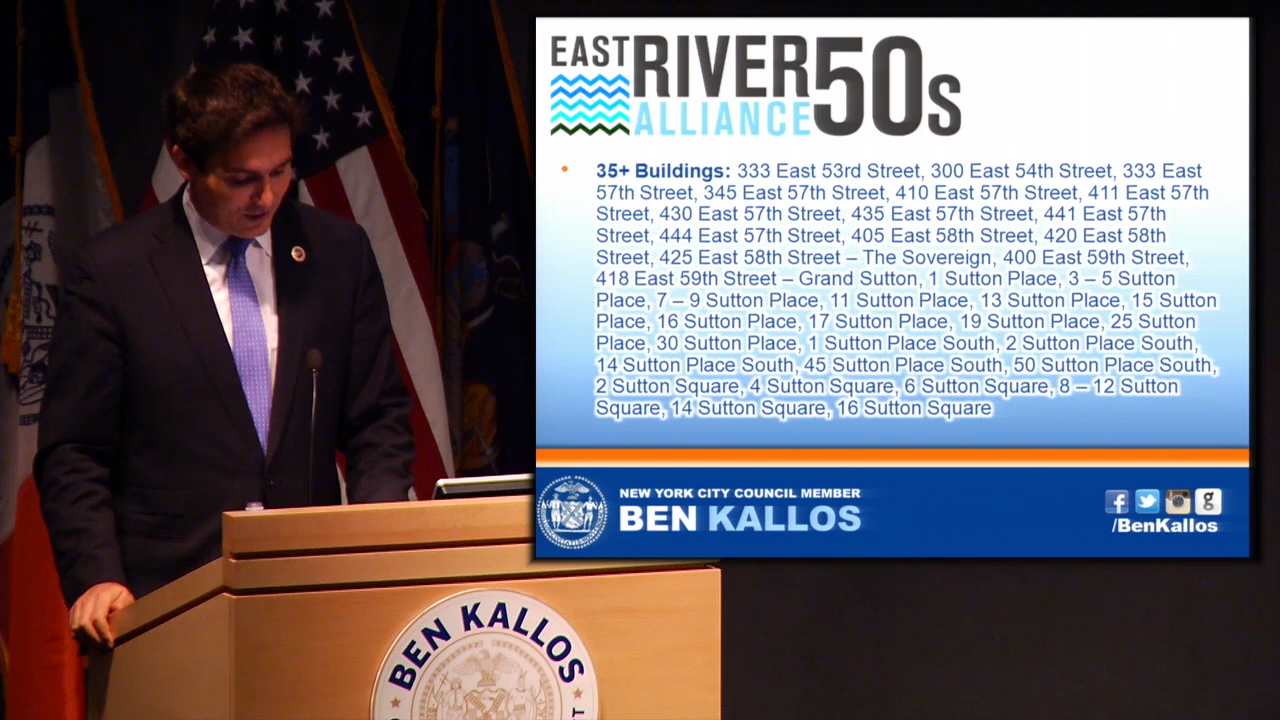 EAST RIVER 50s
ALLIANCE
• 35+ Buildings: 333 East 53rd Street, 300 East 54th Street, 333 East
57th Street, 345 East 57th Street, 410 East 57th Street, 411 East 57th
Street, 430 East 57th Street, 435 East 57th Street, 441 East 57th
Street, 444 East 57th Street, 405 East 58th Street, 420 East 58th
Street, 425 East 58th Street – The Sovereign, 400 East 59th Street,
418 East 59th Street – Grand Sutton, 1 Sutton Place, 3 – 5 Sutton
Place, 7 – 9 Sutton Place, 11 Sutton Place, 13 Sutton Place, 15 Sutton
Place, 16 Sutton Place, 17 Sutton Place, 19 Sutton Place, 25 Sutton
Place, 30 Sutton Place, 1 Sutton Place South, 2 Sutton Place South,
14 Sutton Place South, 45 Sutton Place South, 50 Sutton Place South,
2 Sutton Square, 4 Sutton Square, 6 Sutton Square, 8 – 12 Sutton
Square, 14 Sutton Square, 16 Sutton Square
NEW YORK CITY COUNCIL MEMBER
BEN KALLOS
/BenKallos
BEN KALLOS